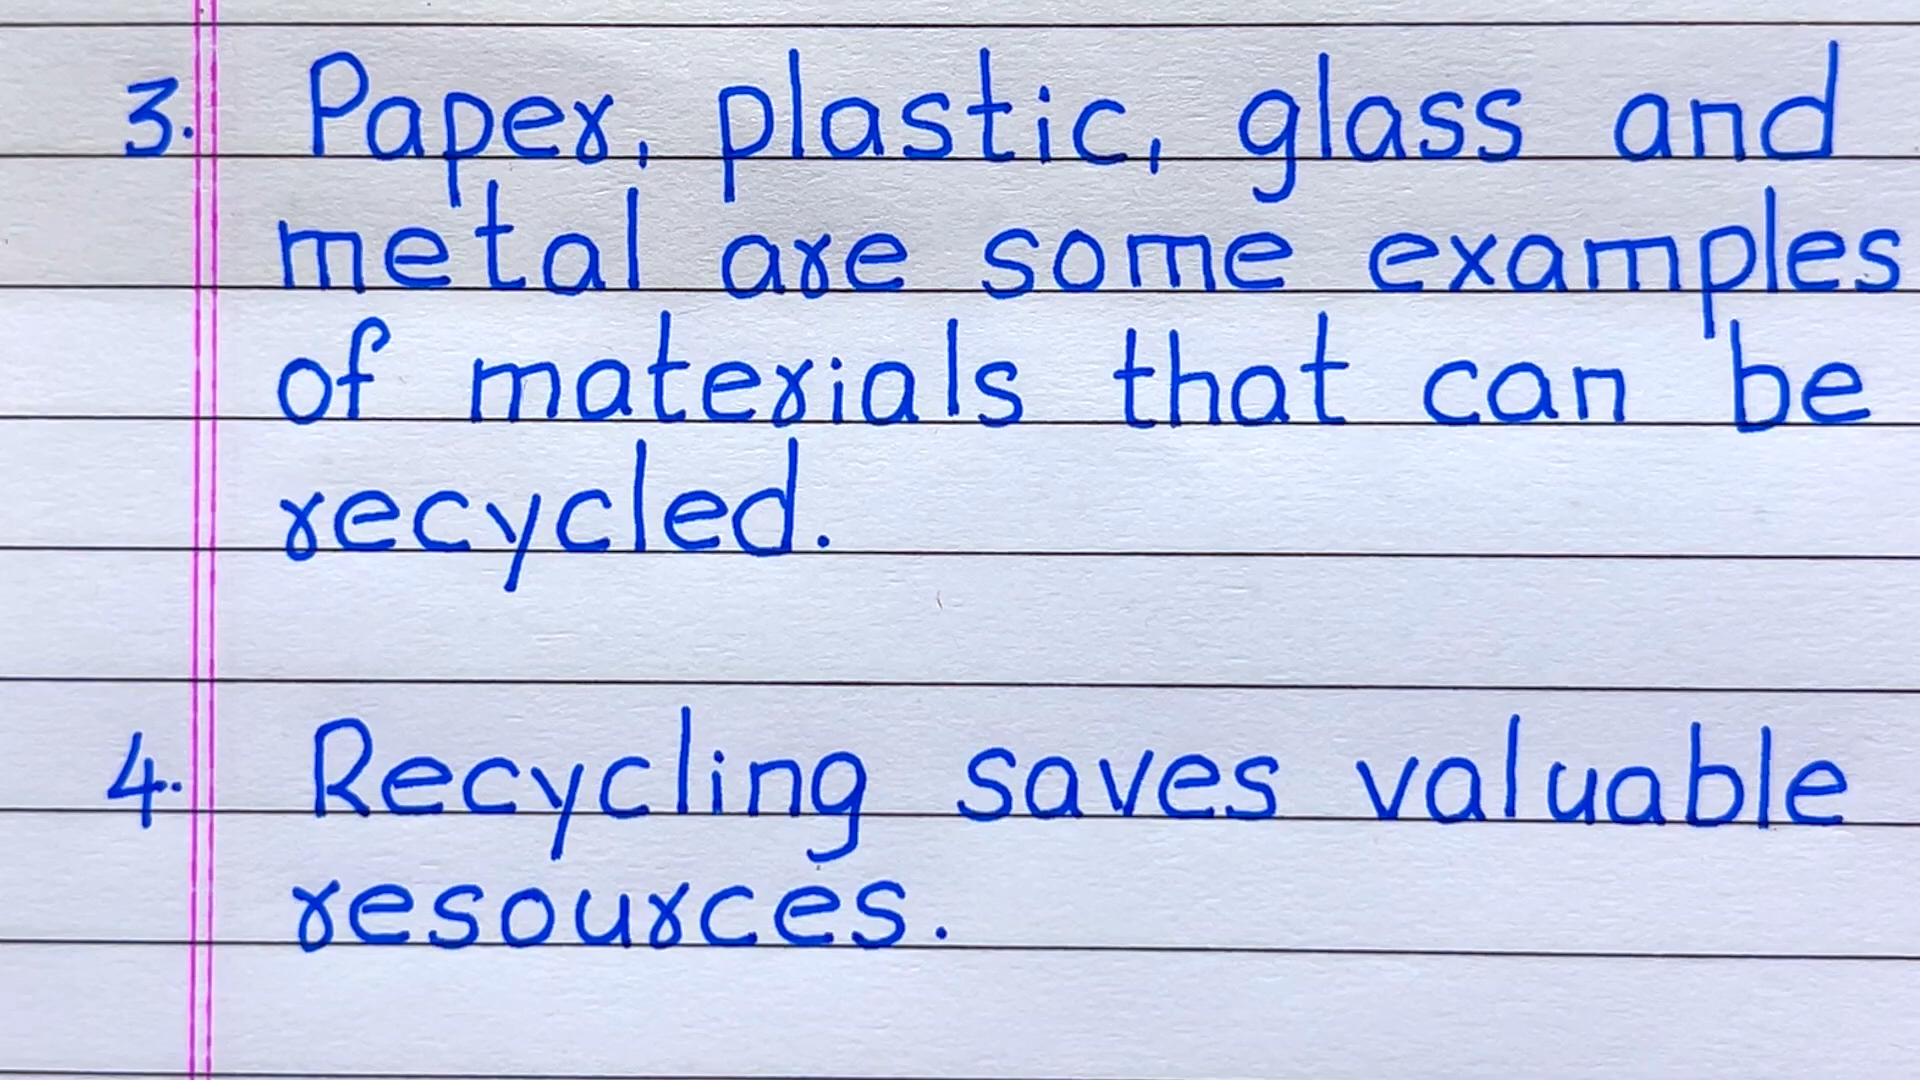 3. Paper, plastic, glass and
metal are some examples
of materials that can be
recycled.
4. Recycling saves valuable
resources.